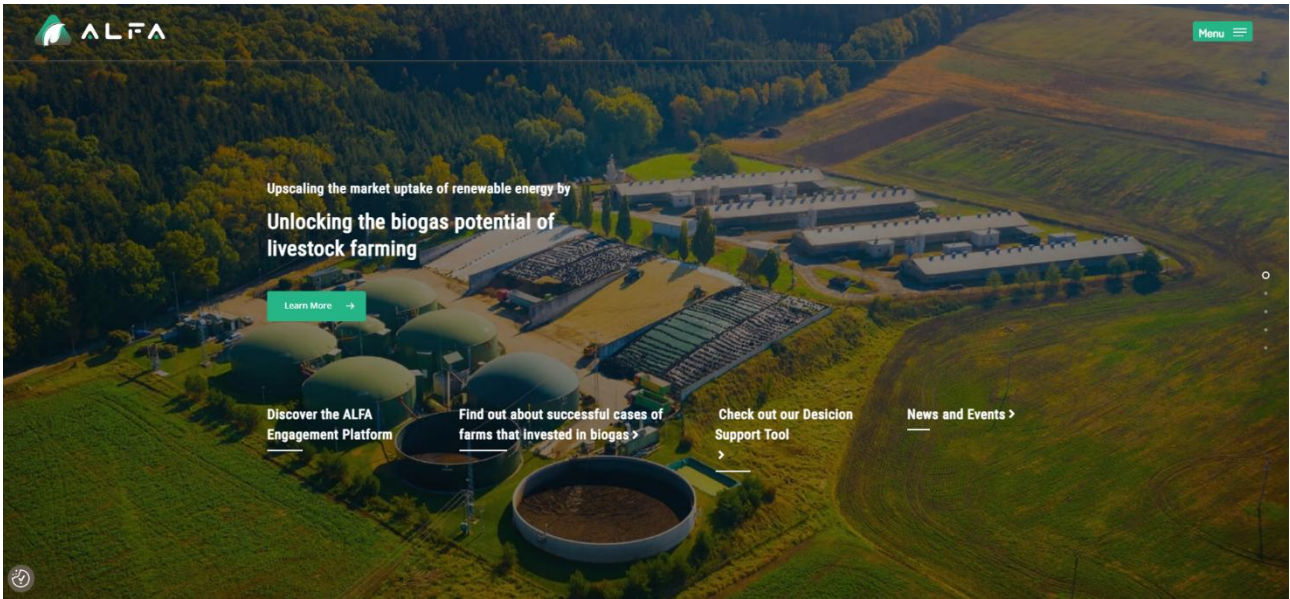 ALFA
Menu
Upscaling the market uptake of renewable energy by
Unlocking the biogas potential of
livestock farming
Learn More →
Discover the ALFA
Engagement Platform
Find out about successful cases of
farms that invested in biogas >
Check out our Desicion
Support Tool
>
News and Events >